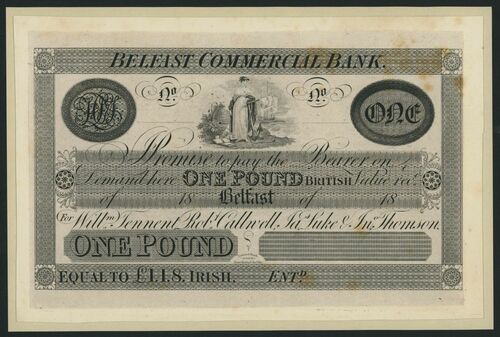 BELFAST COMMERCIAL BANK.
No No
ONE
I Promise to pay the Bearer on
Demand here ONE POUND BRITISH Value recd.
of 18 Belfast of 18
(For Willm. Tennent, Robt. Callwell, Jas. Luke & Jno. Thomson.
ONE POUND
EQUAL TO £1.1.8. IRISH. ENTD.